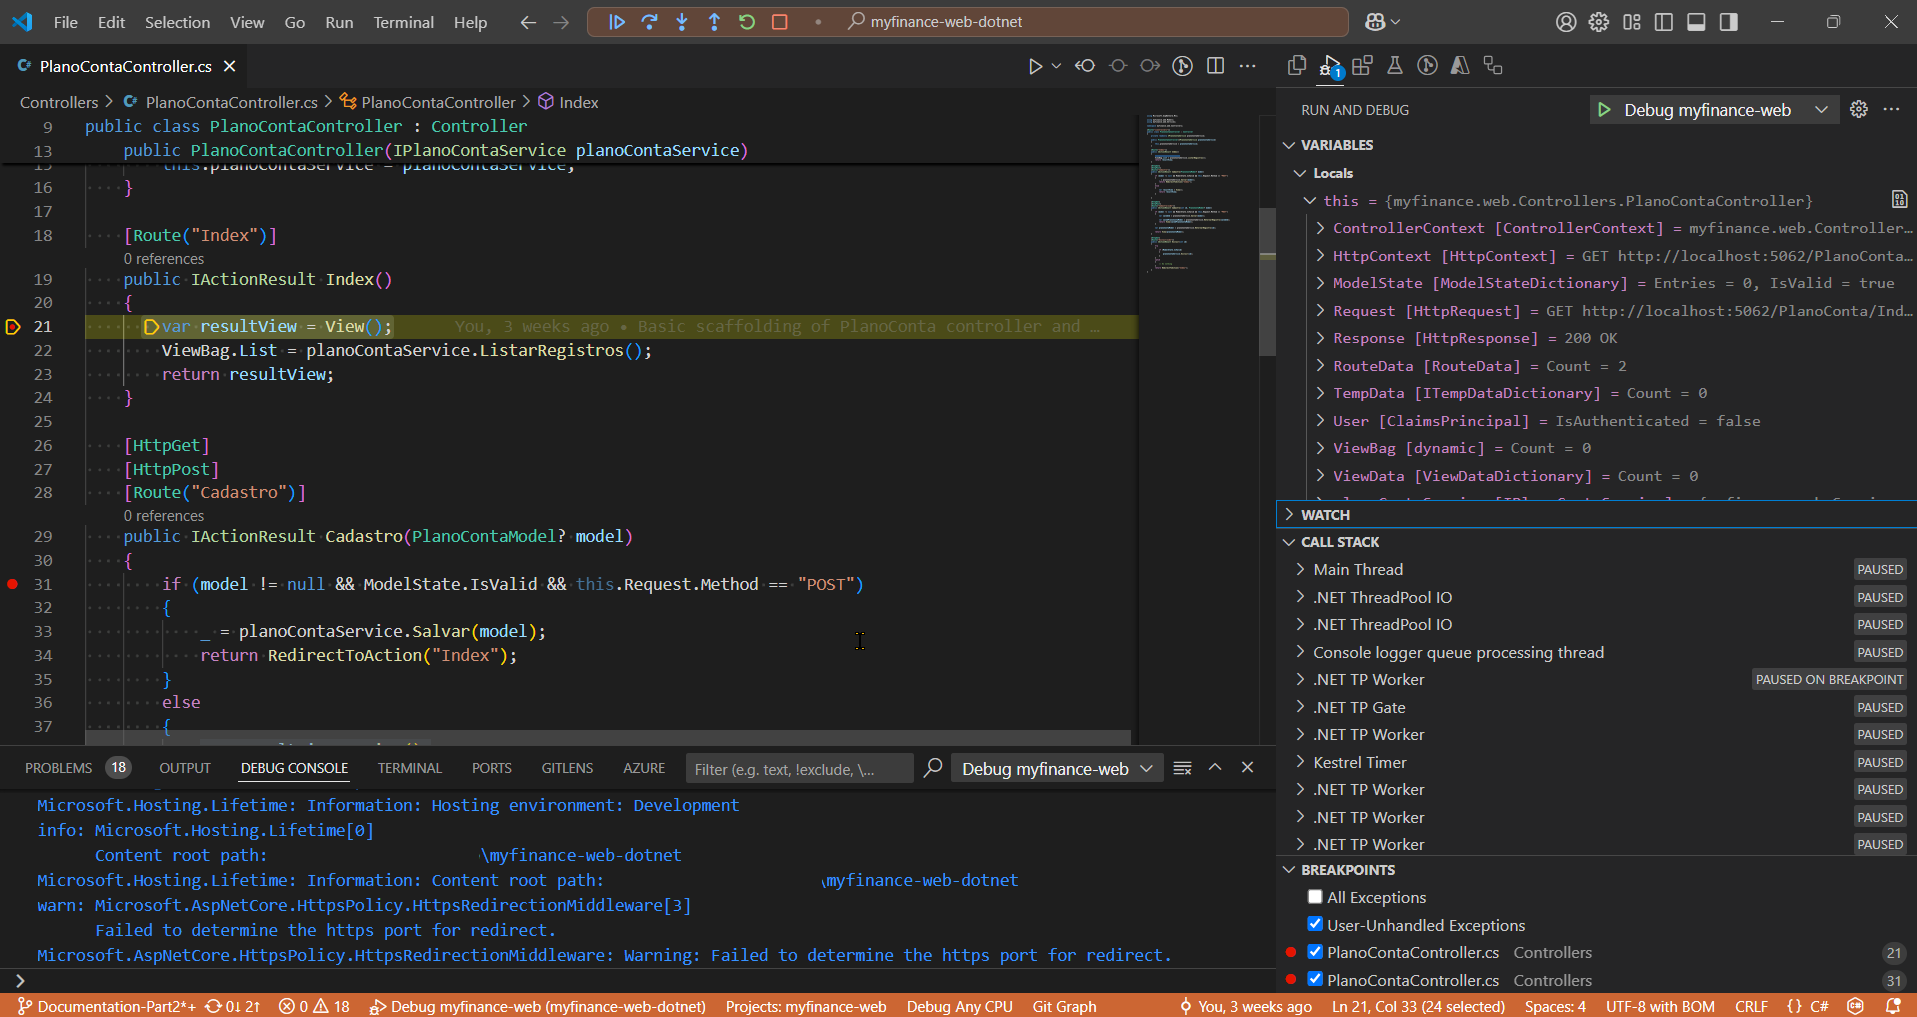 File Edit Selection View Go Run Terminal Help
myfinance-web-dotnet
PlanoContaController.cs
Controllers > PlanoContaController.cs > PlanoContaController > Index
9 public class PlanoContaController : Controller
13 public PlanoContaController(IPlanoContaService planoContaService)
16 }
17
18 [Route("Index")]
0 references
19 public IActionResult Index()
20 {
21 var resultView = View(); You, 3 weeks ago • Basic scaffolding of PlanoConta controller and …
22 ViewBag.List = planoContaService.ListarRegistros();
23 return resultView;
24 }
25
26 [HttpGet]
27 [HttpPost]
28 [Route("Cadastro")]
0 references
29 public IActionResult Cadastro(PlanoContaModel? model)
30 {
31 if (model != null && ModelState.IsValid && this.Request.Method == "POST")
32 {
33 _ = planoContaService.Salvar(model);
34 return RedirectToAction("Index");
35 }
36 else
37 {
PROBLEMS 18 OUTPUT DEBUG CONSOLE TERMINAL PORTS GITLENS AZURE
Filter (e.g. text, !exclude, \...
Debug myfinance-web
Microsoft.Hosting.Lifetime: Information: Hosting environment: Development
info: Microsoft.Hosting.Lifetime[0]
Content root path: \myfinance-web-dotnet
Microsoft.Hosting.Lifetime: Information: Content root path: \myfinance-web-dotnet
warn: Microsoft.AspNetCore.HttpsPolicy.HttpsRedirectionMiddleware[3]
Failed to determine the https port for redirect.
Microsoft.AspNetCore.HttpsPolicy.HttpsRedirectionMiddleware: Warning: Failed to determine the https port for redirect.
1
RUN AND DEBUG
Debug myfinance-web
VARIABLES
Locals
this = {myfinance.web.Controllers.PlanoContaController}
ControllerContext [ControllerContext] = myfinance.web.Controller…
HttpContext [HttpContext] = GET http://localhost:5062/PlanoConta…
ModelState [ModelStateDictionary] = Entries = 0, IsValid = true
Request [HttpRequest] = GET http://localhost:5062/PlanoConta/Ind…
Response [HttpResponse] = 200 OK
RouteData [RouteData] = Count = 2
TempData [ITempDataDictionary] = Count = 0
User [ClaimsPrincipal] = IsAuthenticated = false
ViewBag [dynamic] = Count = 0
ViewData [ViewDataDictionary] = Count = 0
WATCH
CALL STACK
Main Thread PAUSED
.NET ThreadPool IO PAUSED
.NET ThreadPool IO PAUSED
Console logger queue processing thread PAUSED
.NET TP Worker PAUSED ON BREAKPOINT
.NET TP Gate PAUSED
.NET TP Worker PAUSED
Kestrel Timer PAUSED
.NET TP Worker PAUSED
.NET TP Worker PAUSED
.NET TP Worker PAUSED
BREAKPOINTS
All Exceptions
User-Unhandled Exceptions
PlanoContaController.cs Controllers 21
PlanoContaController.cs Controllers 31
Documentation-Part2*+ 0↓ 2↑ 0 18 Debug myfinance-web (myfinance-web-dotnet) Projects: myfinance-web Debug Any CPU Git Graph You, 3 weeks ago Ln 21, Col 33 (24 selected) Spaces: 4 UTF-8 with BOM CRLF {} C#